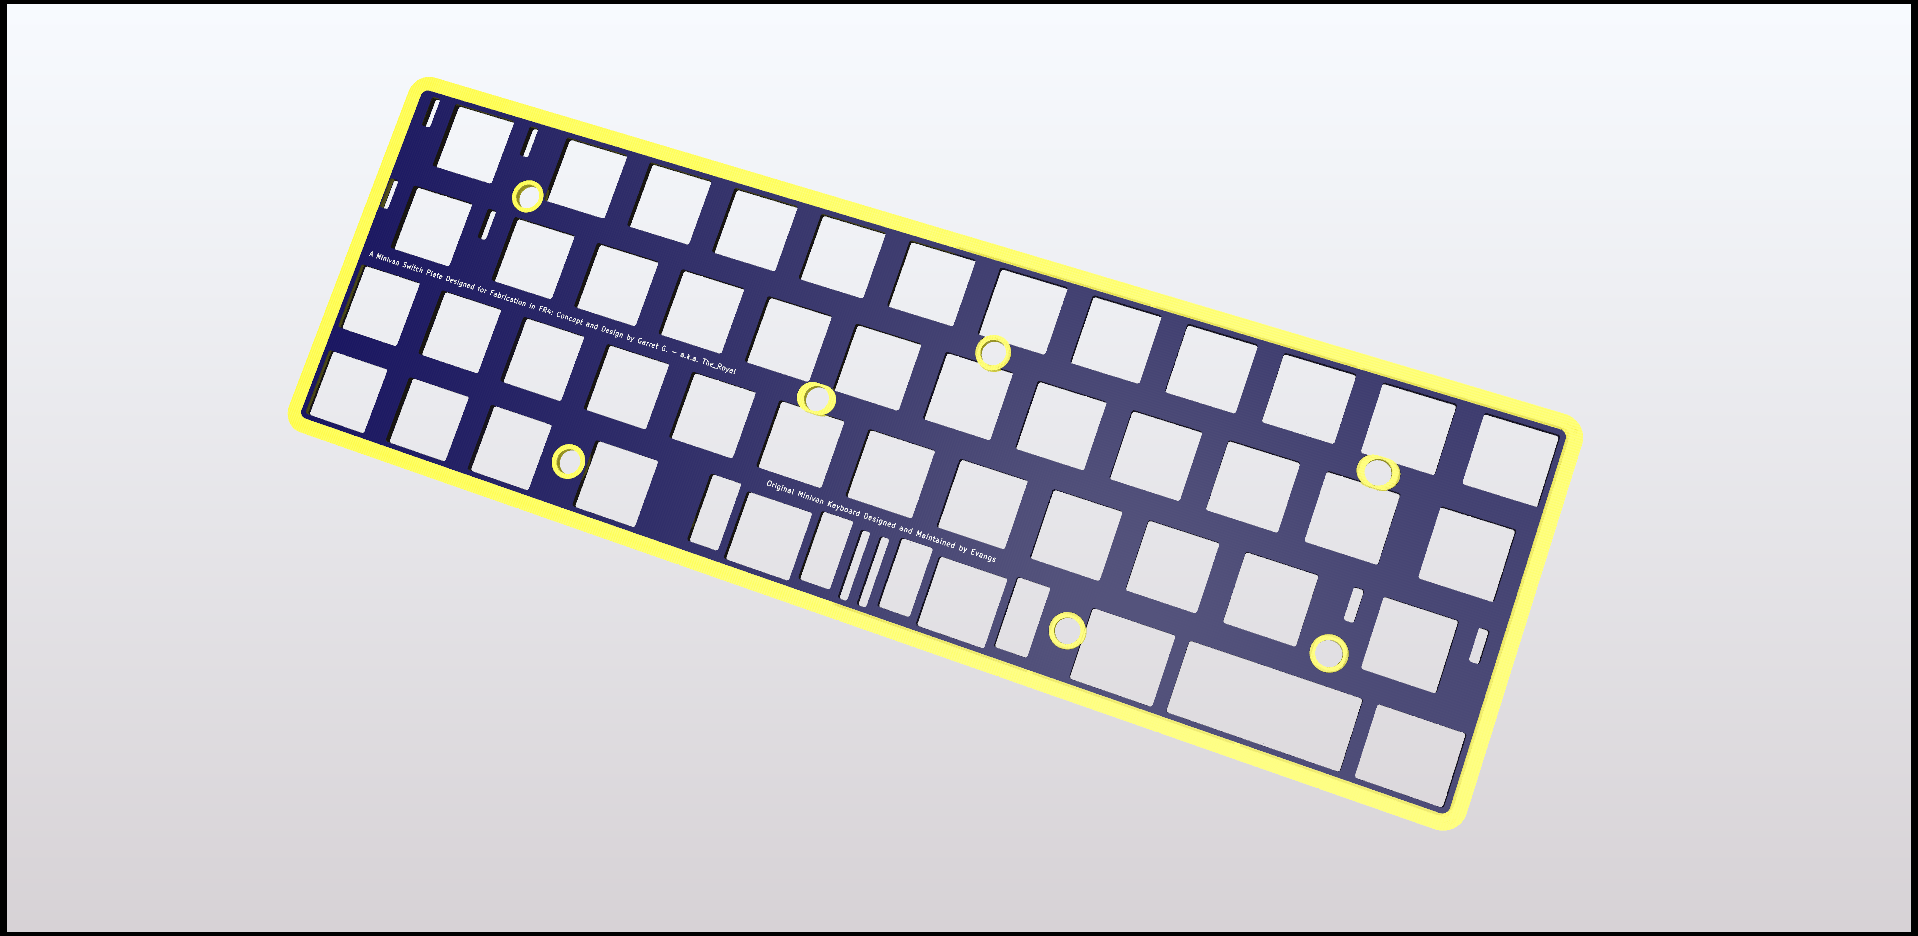 A Minivan Switch Plate Designed for Fabrication in FR4; Concept and Design by Garret G. — a.k.a. The_Royal
Original Minivan Keyboard Designed and Maintained by Evangs